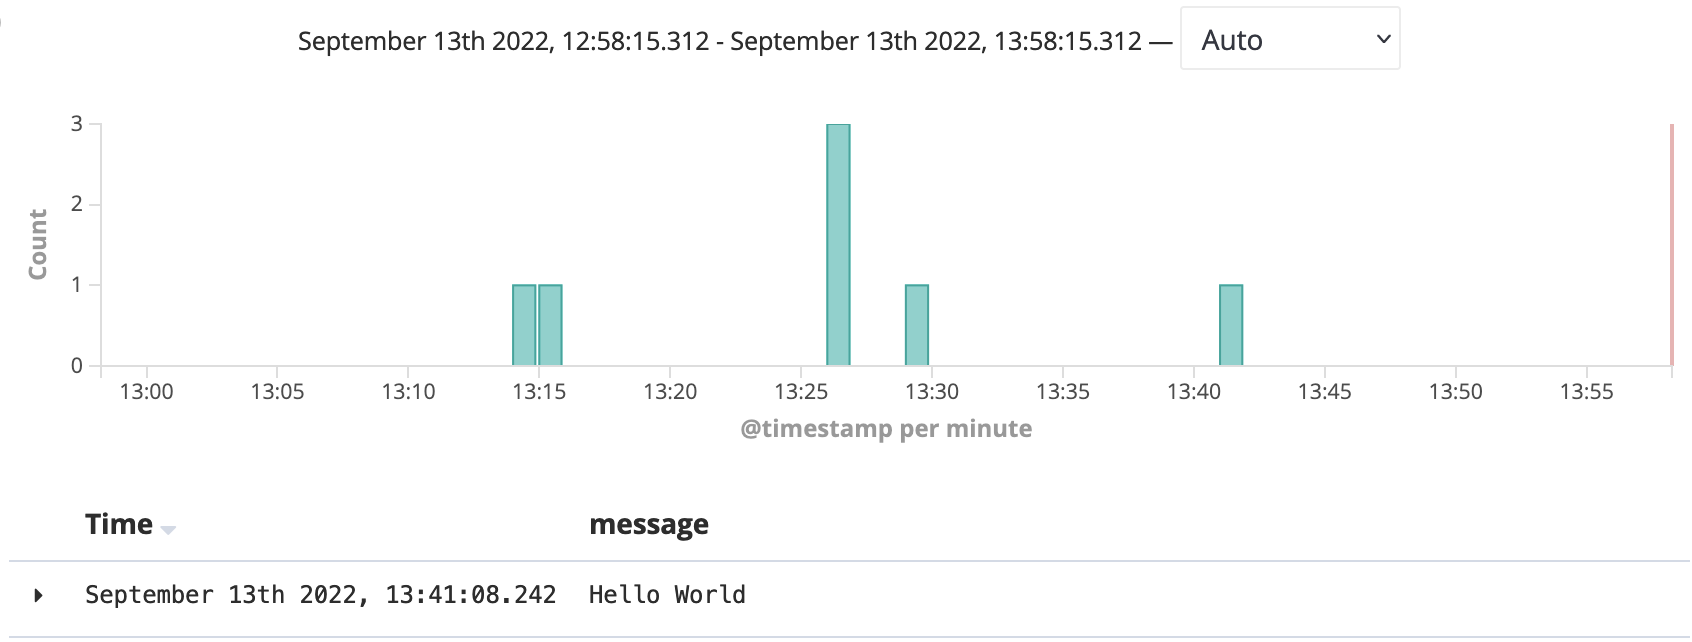 September 13th 2022, 12:58:15.312 - September 13th 2022, 13:58:15.312 — Auto
3
2
1
0
Count
13:00 13:05 13:10 13:15 13:20 13:25 13:30 13:35 13:40 13:45 13:50 13:55
@timestamp per minute
Time message
September 13th 2022, 13:41:08.242 Hello World